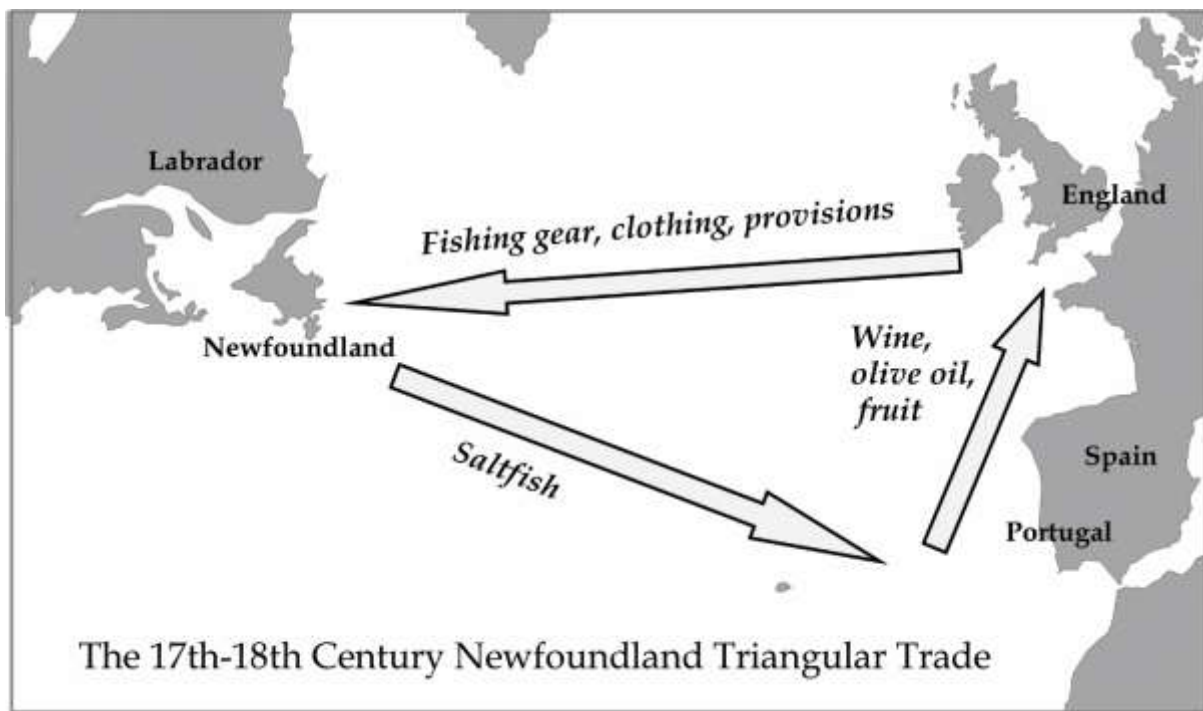 Labrador
England
Fishing gear, clothing, provisions
Newfoundland
Wine,
olive oil,
fruit
Saltfish
Spain
Portugal
The 17th-18th Century Newfoundland Triangular Trade